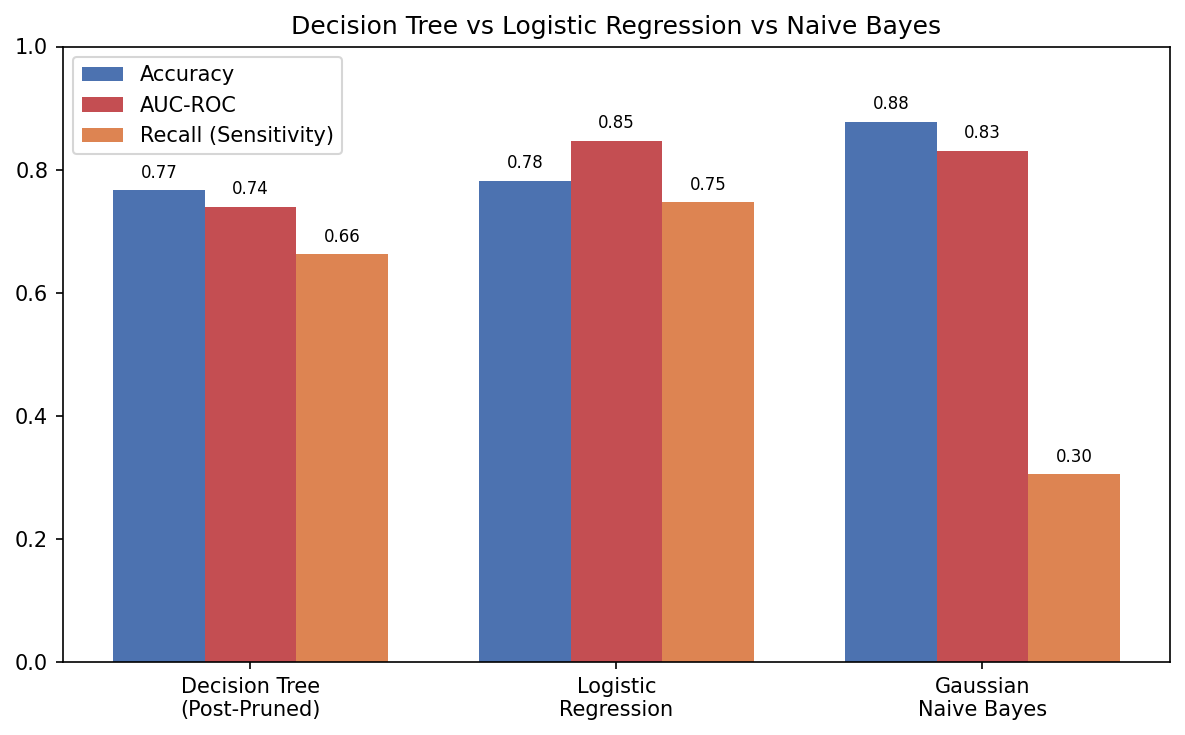 Decision Tree vs Logistic Regression vs Naive Bayes
1.0
0.8
0.6
0.4
0.2
0.0
Accuracy
AUC-ROC
Recall (Sensitivity)
0.77
0.74
0.66
0.78
0.85
0.75
0.88
0.83
0.30
Decision Tree
(Post-Pruned)
Logistic
Regression
Gaussian
Naive Bayes